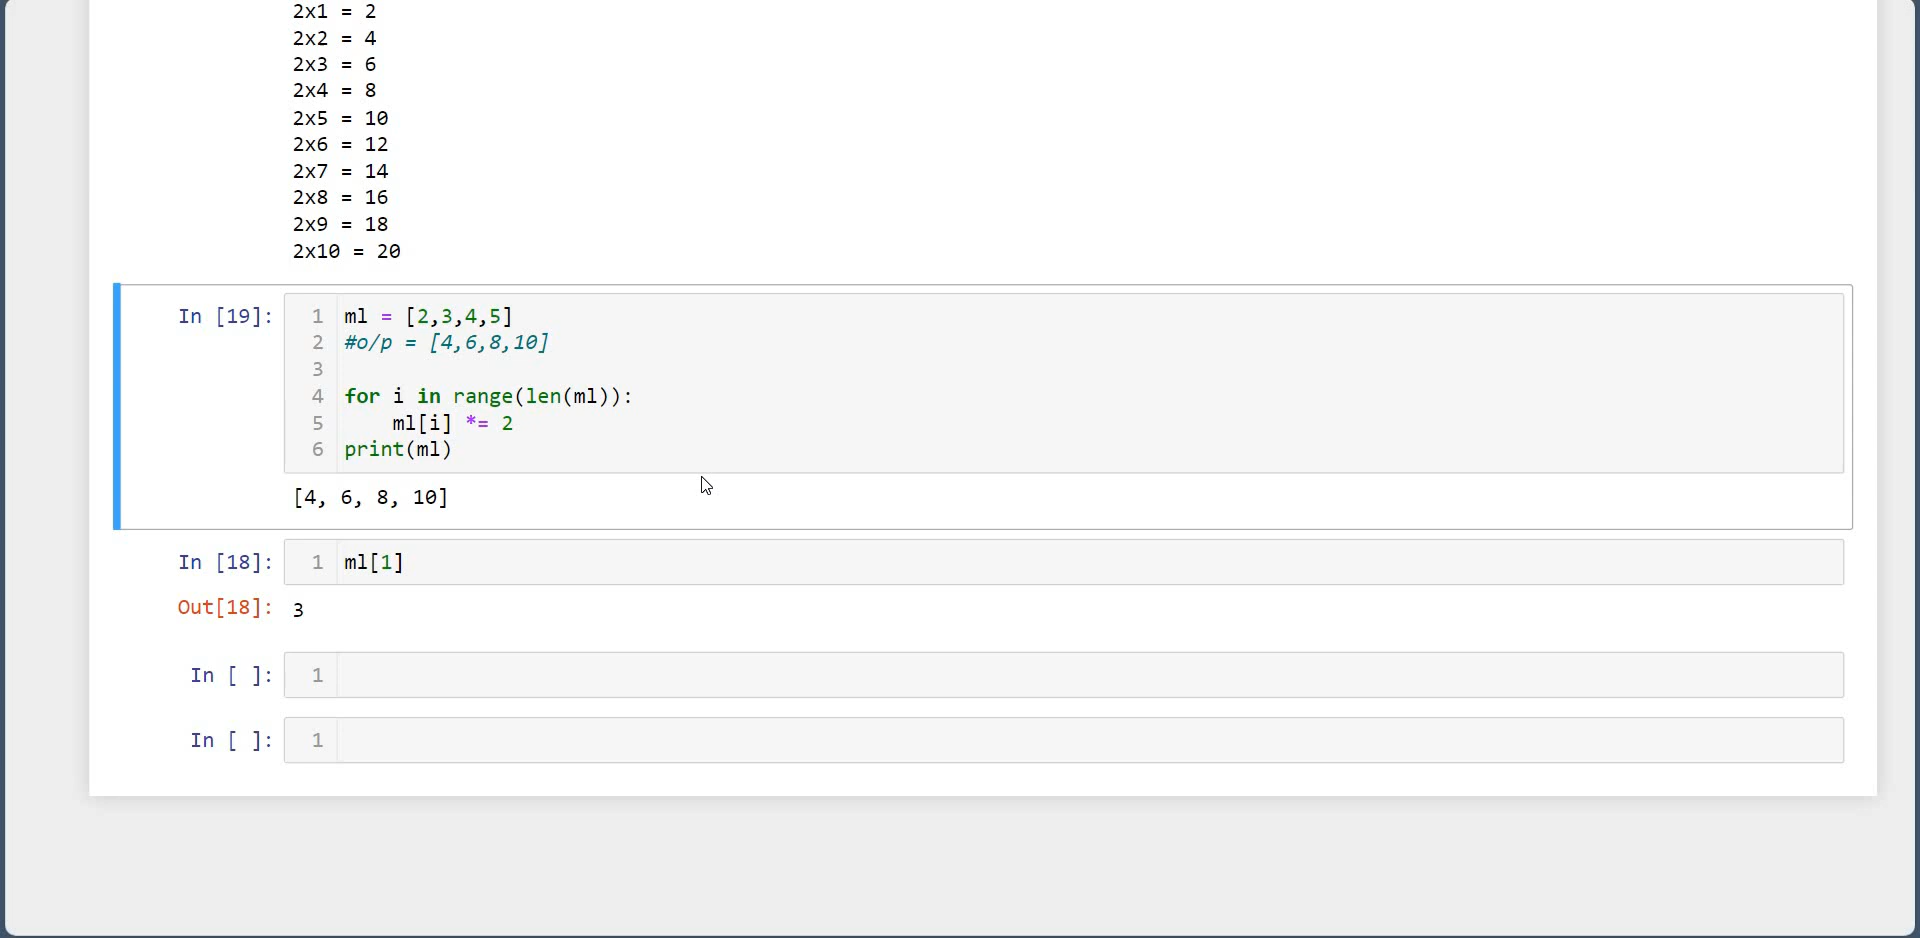 2x1 = 2
2x2 = 4
2x3 = 6
2x4 = 8
2x5 = 10
2x6 = 12
2x7 = 14
2x8 = 16
2x9 = 18
2x10 = 20
In [19]: 1 ml = [2,3,4,5]
2 #o/p = [4,6,8,10]
3
4 for i in range(len(ml)):
5     ml[i] *= 2
6 print(ml)
[4, 6, 8, 10]
In [18]: 1 ml[1]
Out[18]: 3
In [ ]: 1
In [ ]: 1